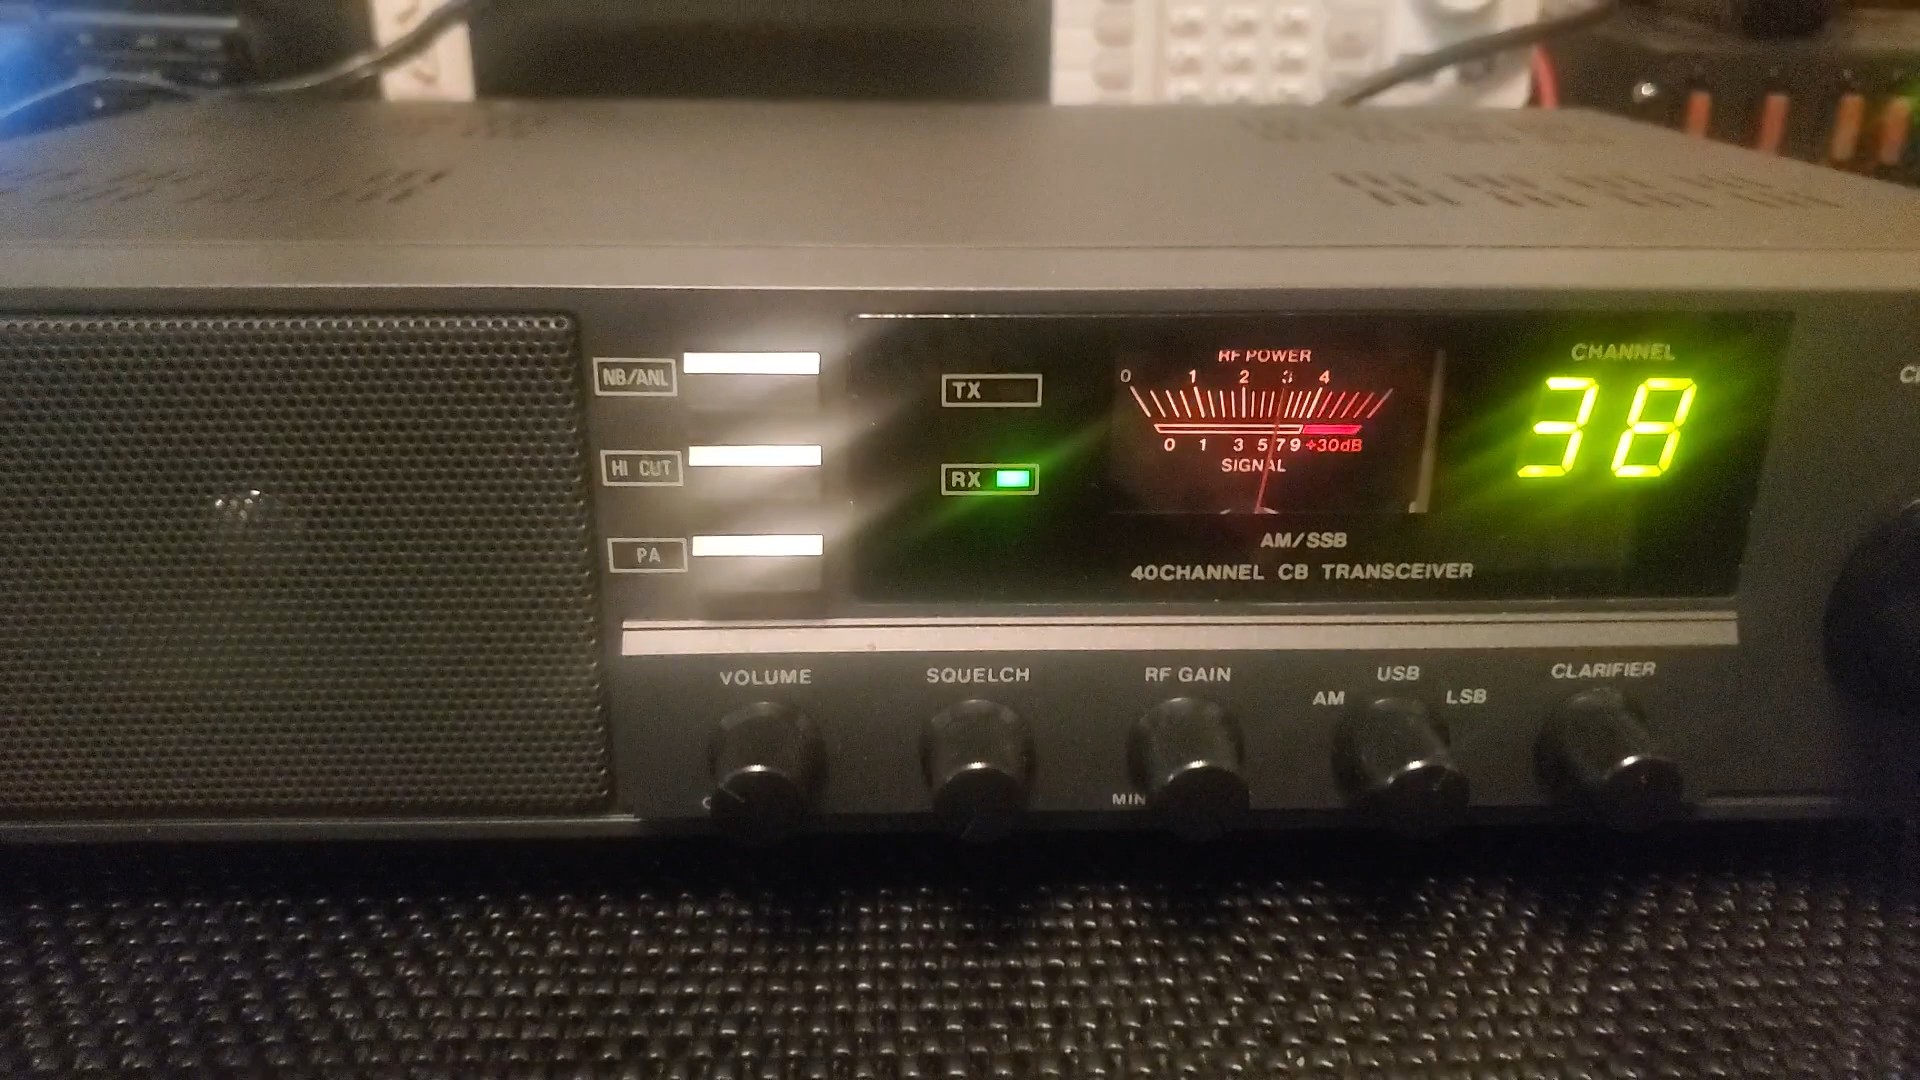 NB/ANL
HI CUT
PA
TX
RX
RF POWER
0 1 2 3 4
0 1 3 5 7 9 +30dB
SIGNAL
AM/SSB
40CHANNEL CB TRANSCEIVER
CHANNEL
38
VOLUME
SQUELCH
RF GAIN
MIN
AM
USB
LSB
CLARIFIER